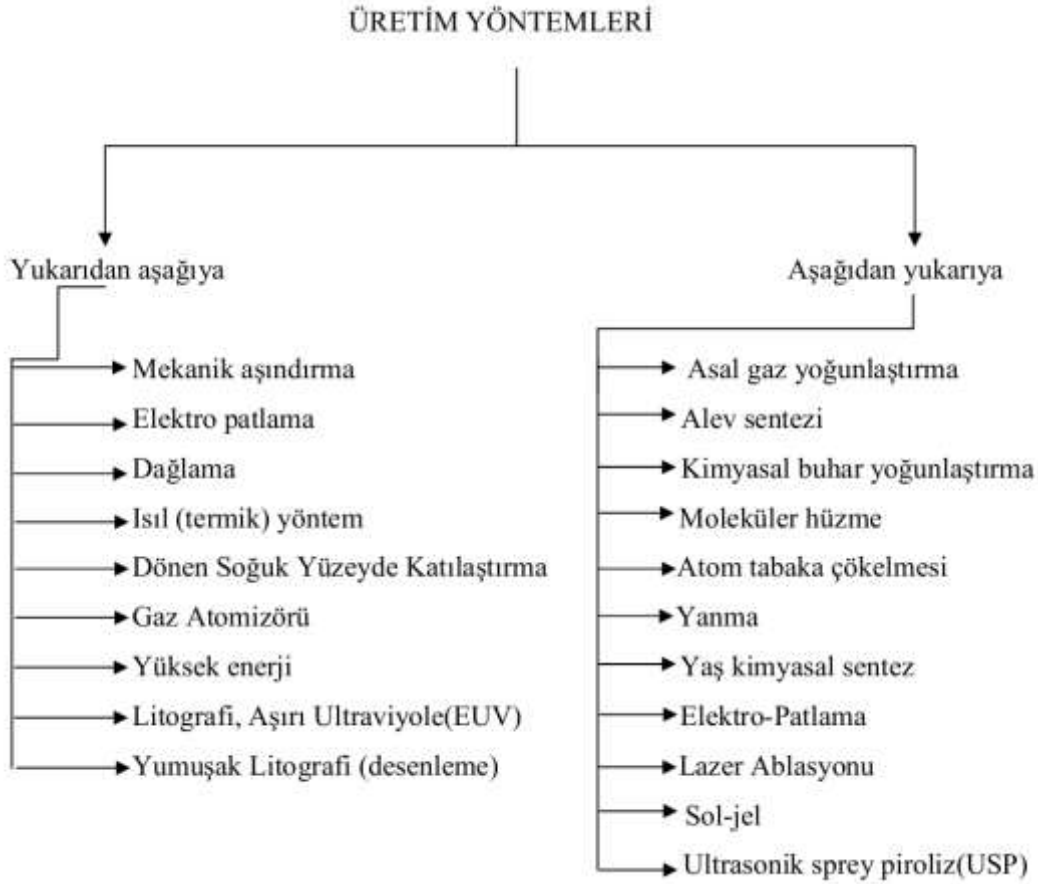 ÜRETİM YÖNTEMLERİ
Yukarıdan aşağıya
Mekanik aşındırma
Elektro patlama
Dağlama
Isıl (termik) yöntem
Dönen Soğuk Yüzeyde Katılaştırma
Gaz Atomizörü
Yüksek enerji
Litografi, Aşırı Ultraviyole(EUV)
Yumuşak Litografi (desenleme)
Aşağıdan yukarıya
Asal gaz yoğunlaştırma
Alev sentezi
Kimyasal buhar yoğunlaştırma
Moleküler hüzme
Atom tabaka çökelmesi
Yanma
Yaş kimyasal sentez
Elektro-Patlama
Lazer Ablasyonu
Sol-jel
Ultrasonik sprey piroliz(USP)